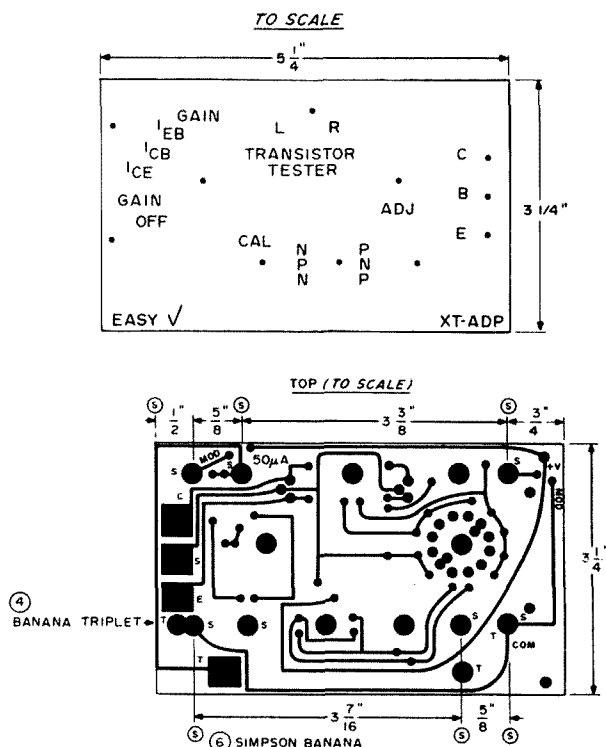 TO SCALE
5 1/4"
GAIN
I EB
I CB
I CE
GAIN
OFF
L R
TRANSISTOR
TESTER
ADJ
C
B
E
3 1/4"
CAL
N P N
P N P
EASY √
XT-ADP
TOP (TO SCALE)
S S S
1/2" 5/8" 3 3/8" 3/4"
MOD
S S 50μA S +V
MOD
C
S
E
3 1/4"
4
BANANA TRIPLET
T S S S T S
COM
T T
3 7/16" 5/8"
S 6 SIMPSON BANANA S S